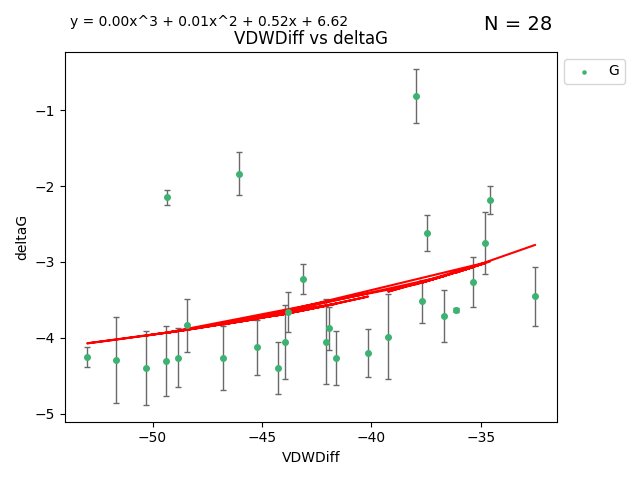 y = 0.00x^3 + 0.01x^2 + 0.52x + 6.62
N = 28
VDWDiff vs deltaG
G
deltaG
−1
−2
−3
−4
−5
−50
−45
−40
−35
VDWDiff